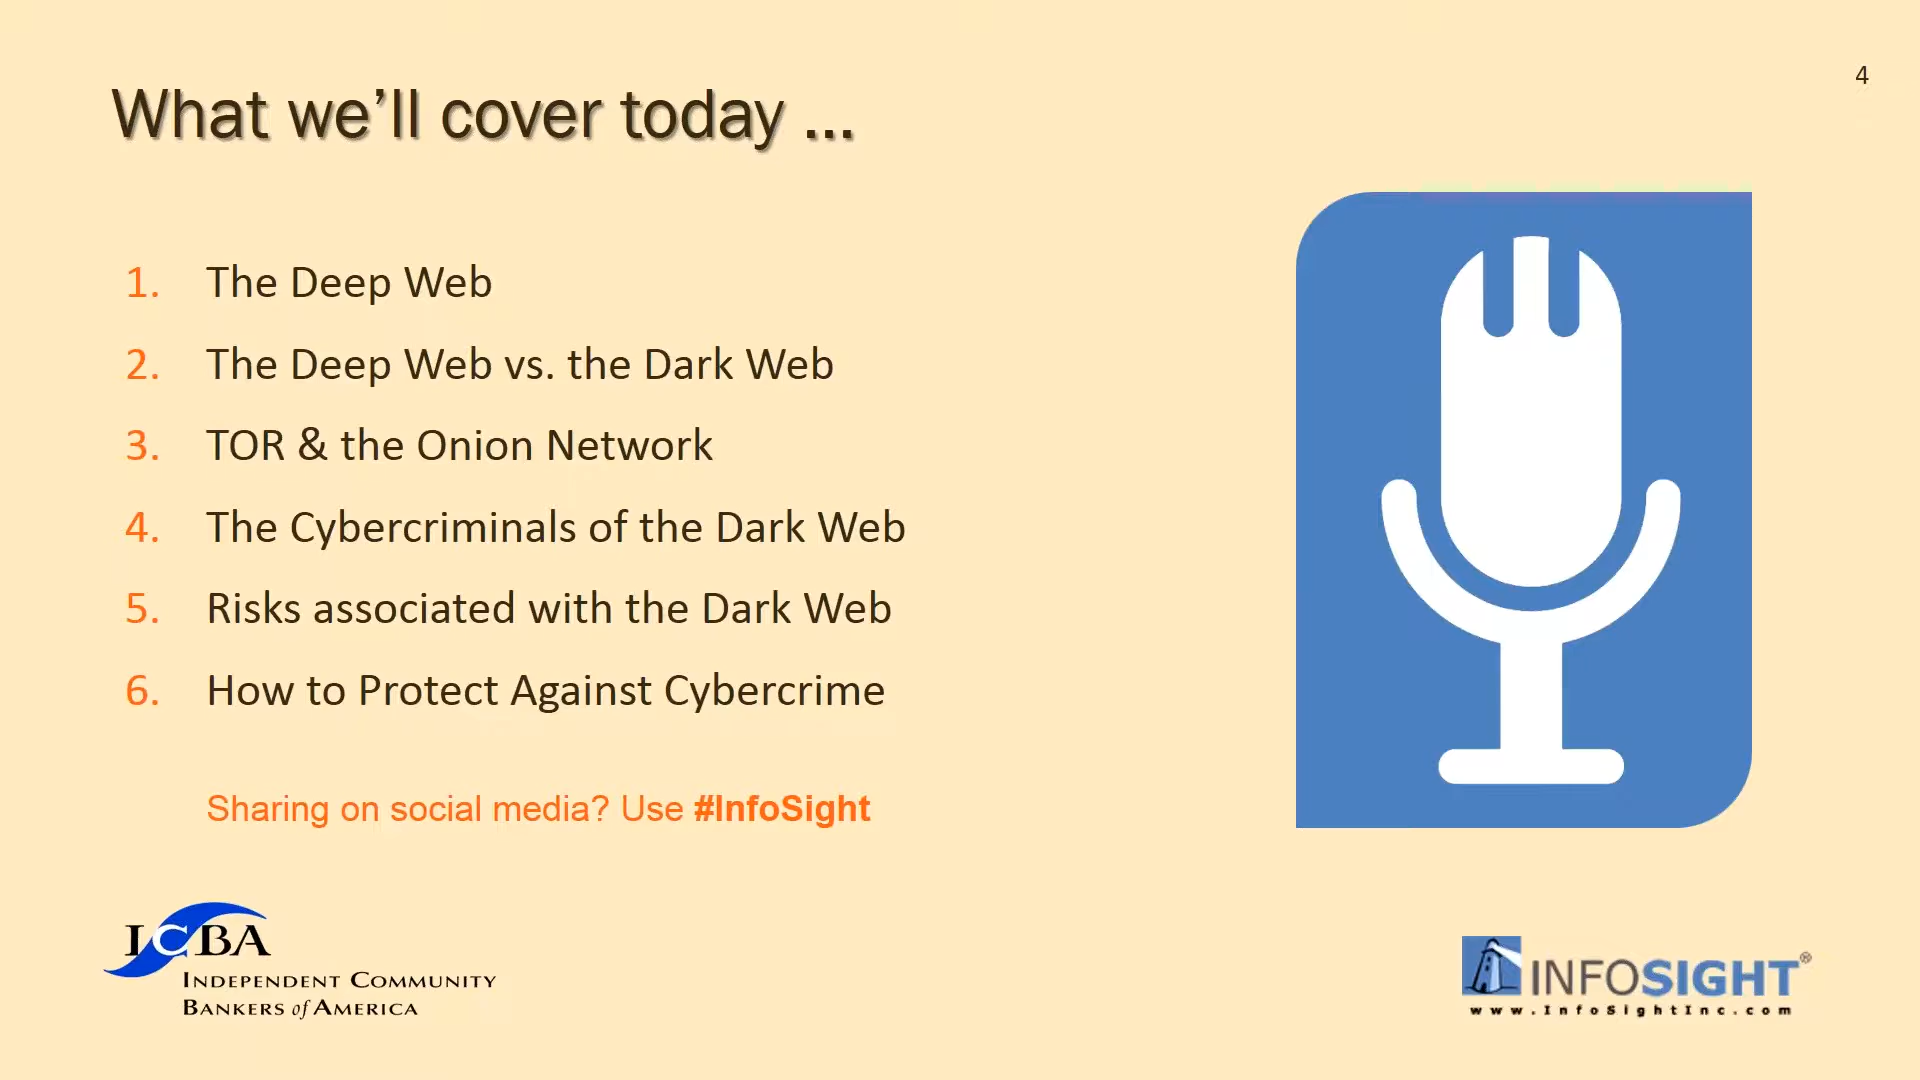 4
What we’ll cover today ...
1. The Deep Web
2. The Deep Web vs. the Dark Web
3. TOR & the Onion Network
4. The Cybercriminals of the Dark Web
5. Risks associated with the Dark Web
6. How to Protect Against Cybercrime
Sharing on social media? Use #InfoSight
ICBA
INDEPENDENT COMMUNITY
BANKERS of AMERICA
INFOSIGHT®
www.InfoSightInc.com